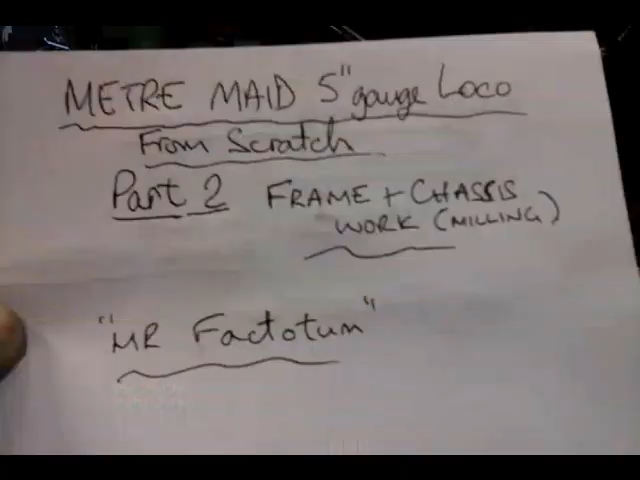 METRE MAID 5" gauge Loco
From Scratch
Part 2 FRAME + CHASSIS
WORK (MILLING)
"MR Factotum"